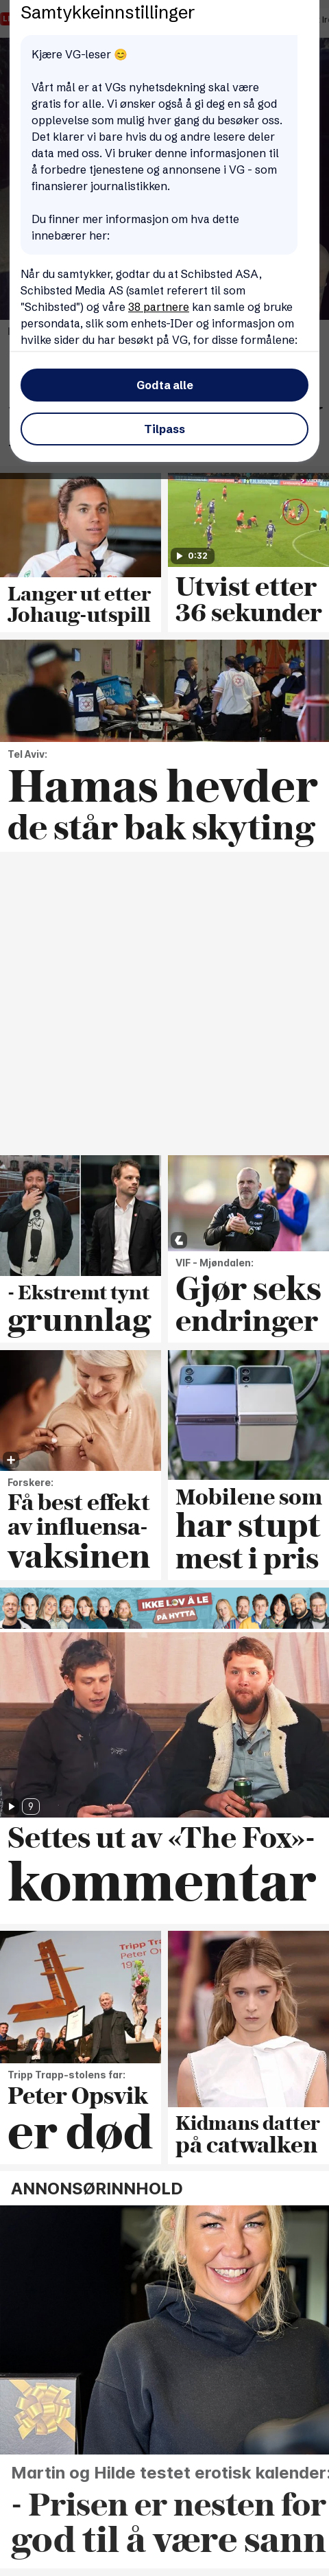 Samtykkeinnstillinger
Kjære VG-leser 😊
Vårt mål er at VGs nyhetsdekning skal være
gratis for alle. Vi ønsker også å gi deg en så god
opplevelse som mulig hver gang du besøker oss.
Det klarer vi bare hvis du og andre lesere deler
data med oss. Vi bruker denne informasjonen til
å forbedre tjenestene og annonsene i VG - som
finansierer journalistikken.
Du finner mer informasjon om hva dette
innebærer her:
Når du samtykker, godtar du at Schibsted ASA,
Schibsted Media AS (samlet referert til som
"Schibsted") og våre 38 partnere kan samle og bruke
persondata, slik som enhets-IDer og informasjon om
hvilke sider du har besøkt på VG, for disse formålene:
Godta alle
Tilpass
0:32
Langer ut etter
Johaug-utspill
Utvist etter
36 sekunder
Tel Aviv:
Hamas hevder
de står bak skyting
- Ekstremt tynt
grunnlag
VIF - Mjøndalen:
Gjør seks
endringer
Forskere:
Få best effekt
av influensa-
vaksinen
Mobilene som
har stupt
mest i pris
IKKE LOV Å LE
PÅ HYTTA
9
Settes ut av «The Fox»-
kommentar
Tripp Trapp-stolens far:
Peter Opsvik
er død
Kidmans datter
på catwalken
ANNONSØRINNHOLD
Martin og Hilde testet erotisk kalender:
- Prisen er nesten for
god til å være sann